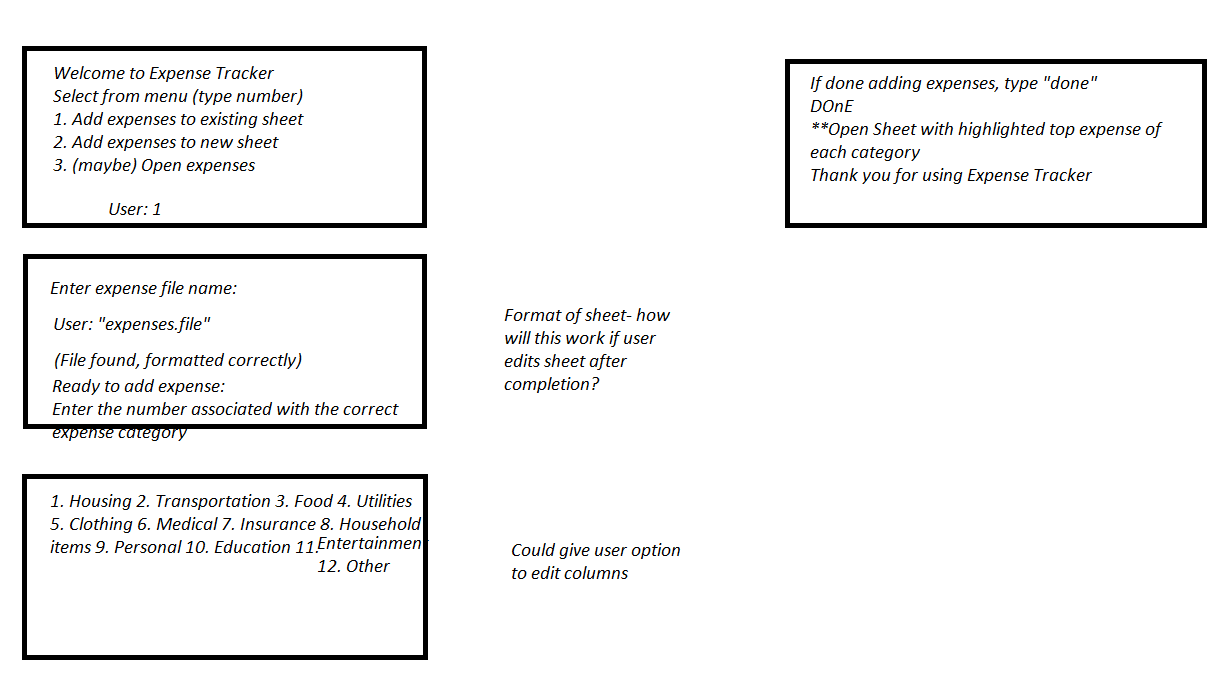 Welcome to Expense Tracker
Select from menu (type number)
1. Add expenses to existing sheet
2. Add expenses to new sheet
3. (maybe) Open expenses
User: 1
Enter expense file name:
User: "expenses.file"
(File found, formatted correctly)
Ready to add expense:
Enter the number associated with the correct
expense category
1. Housing 2. Transportation 3. Food 4. Utilities
5. Clothing 6. Medical 7. Insurance 8. Household
items 9. Personal 10. Education 11. Entertainment
12. Other
Format of sheet- how
will this work if user
edits sheet after
completion?
Could give user option
to edit columns
If done adding expenses, type "done"
DOnE
**Open Sheet with highlighted top expense of
each category
Thank you for using Expense Tracker